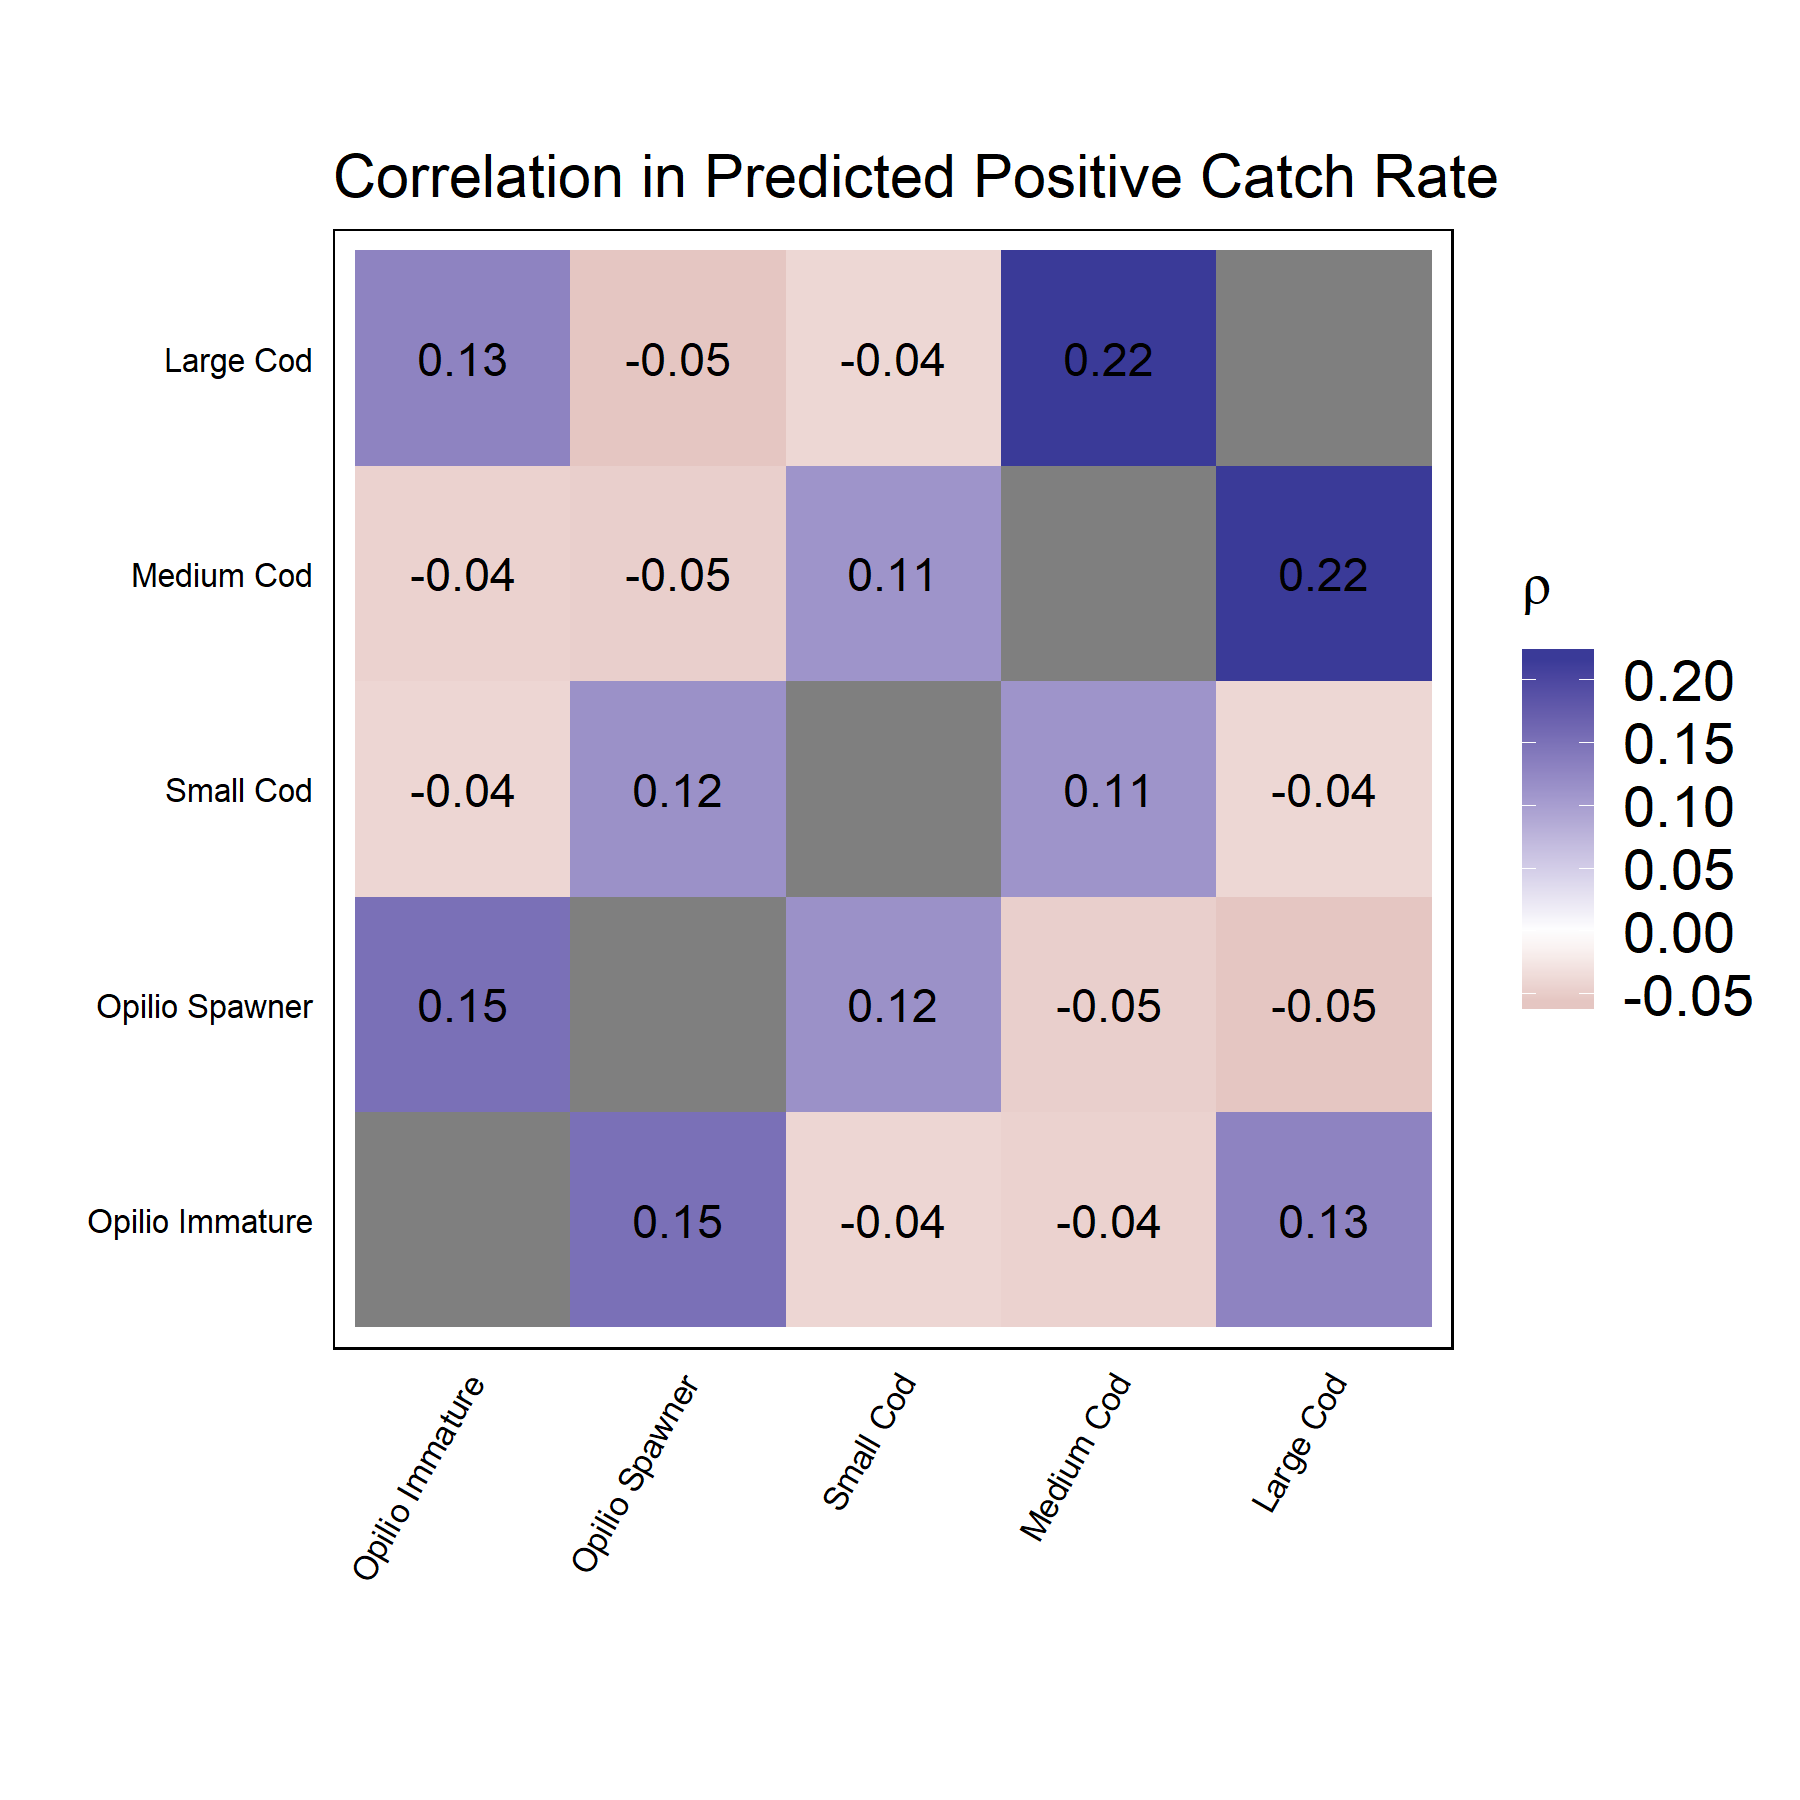 Correlation in Predicted Positive Catch Rate
Large Cod 0.13 -0.05 -0.04 0.22
Medium Cod -0.04 -0.05 0.11 0.22
Small Cod -0.04 0.12 0.11 -0.04
Opilio Spawner 0.15 0.12 -0.05 -0.05
Opilio Immature 0.15 -0.04 -0.04 0.13
Opilio Immature
Opilio Spawner
Small Cod
Medium Cod
Large Cod
ρ
0.20
0.15
0.10
0.05
0.00
-0.05